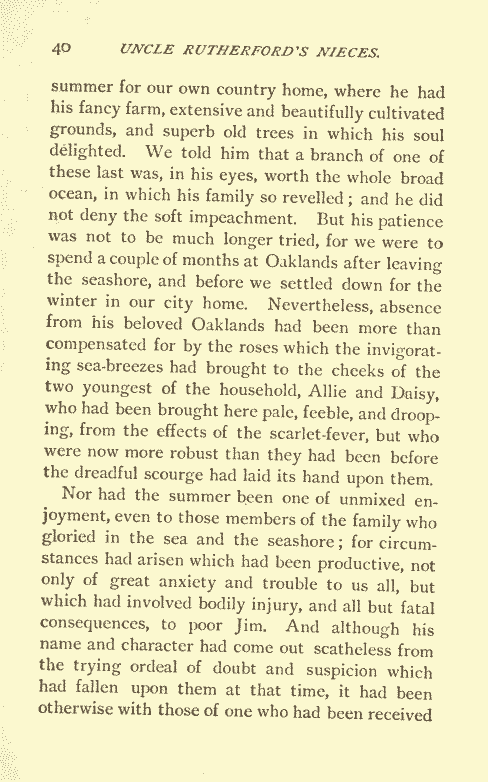 40 UNCLE RUTHERFORD'S NIECES.
summer for our own country home, where he had
his fancy farm, extensive and beautifully cultivated
grounds, and superb old trees in which his soul
delighted. We told him that a branch of one of
these last was, in his eyes, worth the whole broad
ocean, in which his family so revelled; and he did
not deny the soft impeachment. But his patience
was not to be much longer tried, for we were to
spend a couple of months at Oaklands after leaving
the seashore, and before we settled down for the
winter in our city home. Nevertheless, absence
from his beloved Oaklands had been more than
compensated for by the roses which the invigorat-
ing sea-breezes had brought to the cheeks of the
two youngest of the household, Allie and Daisy,
who had been brought here pale, feeble, and droop-
ing, from the effects of the scarlet-fever, but who
were now more robust than they had been before
the dreadful scourge had laid its hand upon them.
Nor had the summer been one of unmixed en-
joyment, even to those members of the family who
gloried in the sea and the seashore; for circum-
stances had arisen which had been productive, not
only of great anxiety and trouble to us all, but
which had involved bodily injury, and all but fatal
consequences, to poor Jim. And although his
name and character had come out scatheless from
the trying ordeal of doubt and suspicion which
had fallen upon them at that time, it had been
otherwise with those of one who had been received